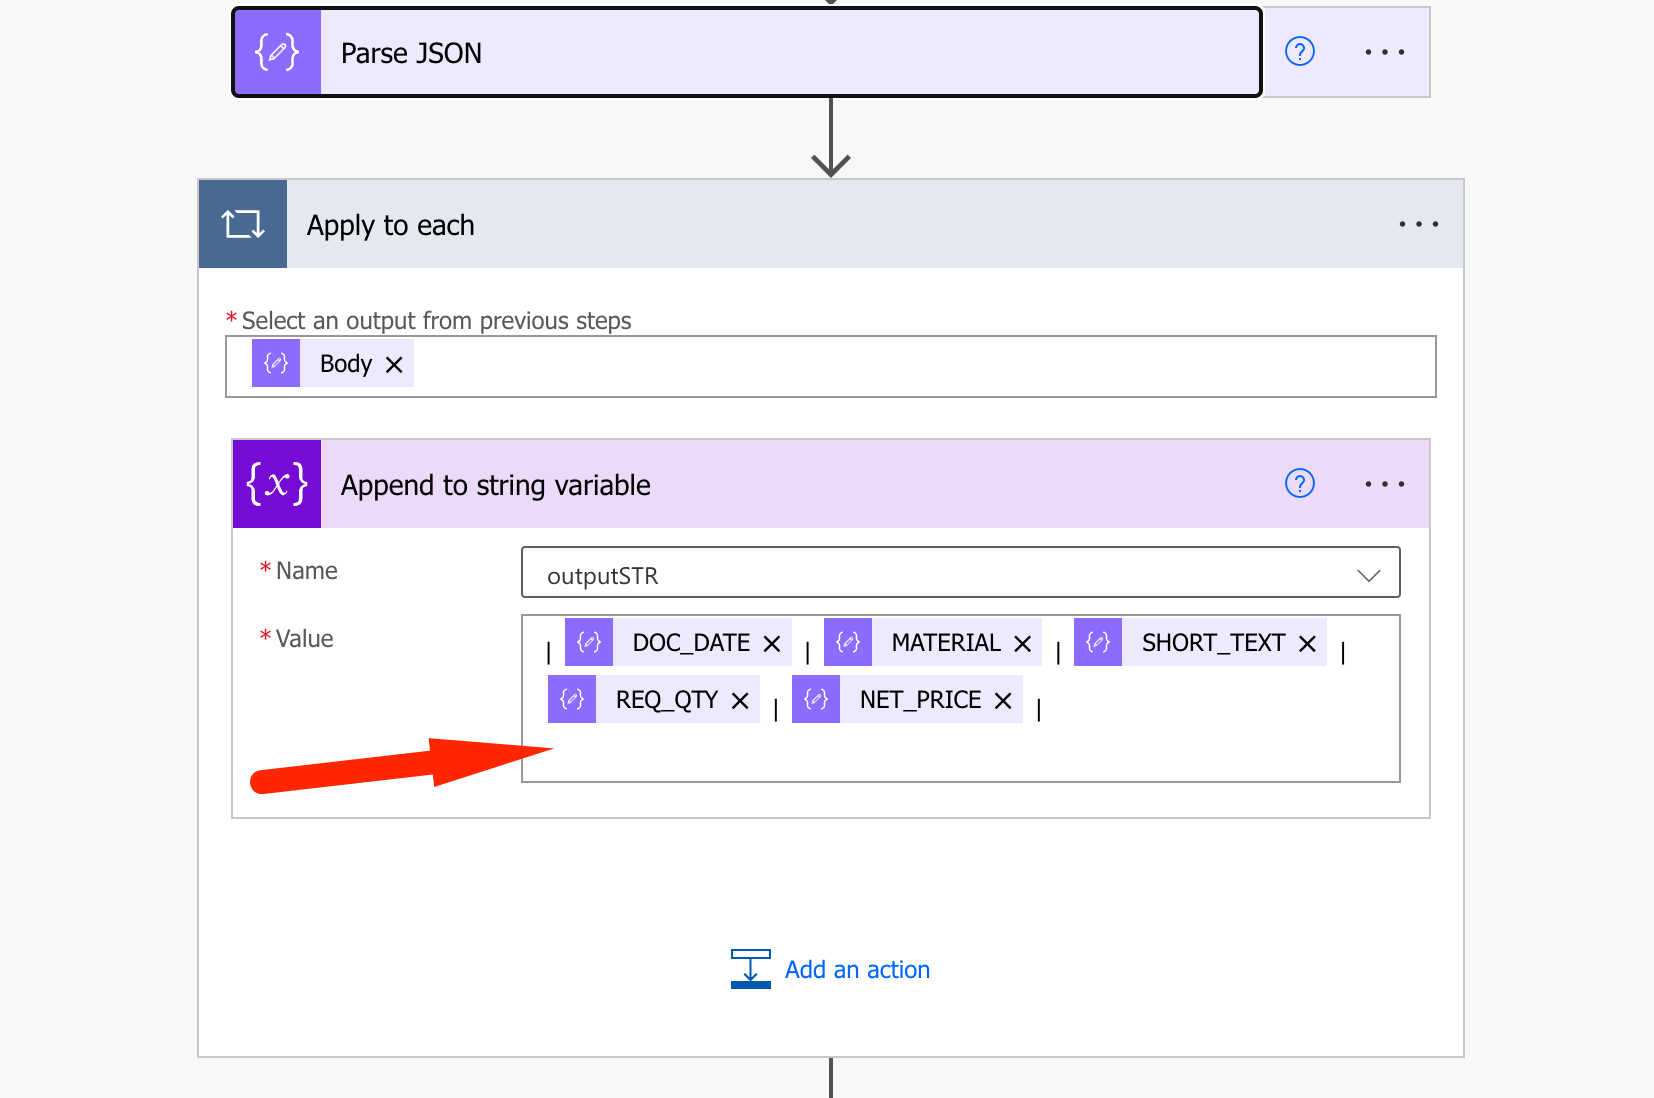 Parse JSON
Apply to each
* Select an output from previous steps
Body
{x} Append to string variable
* Name
outputSTR
* Value
| DOC_DATE | MATERIAL | SHORT_TEXT |
REQ_QTY | NET_PRICE |
Add an action